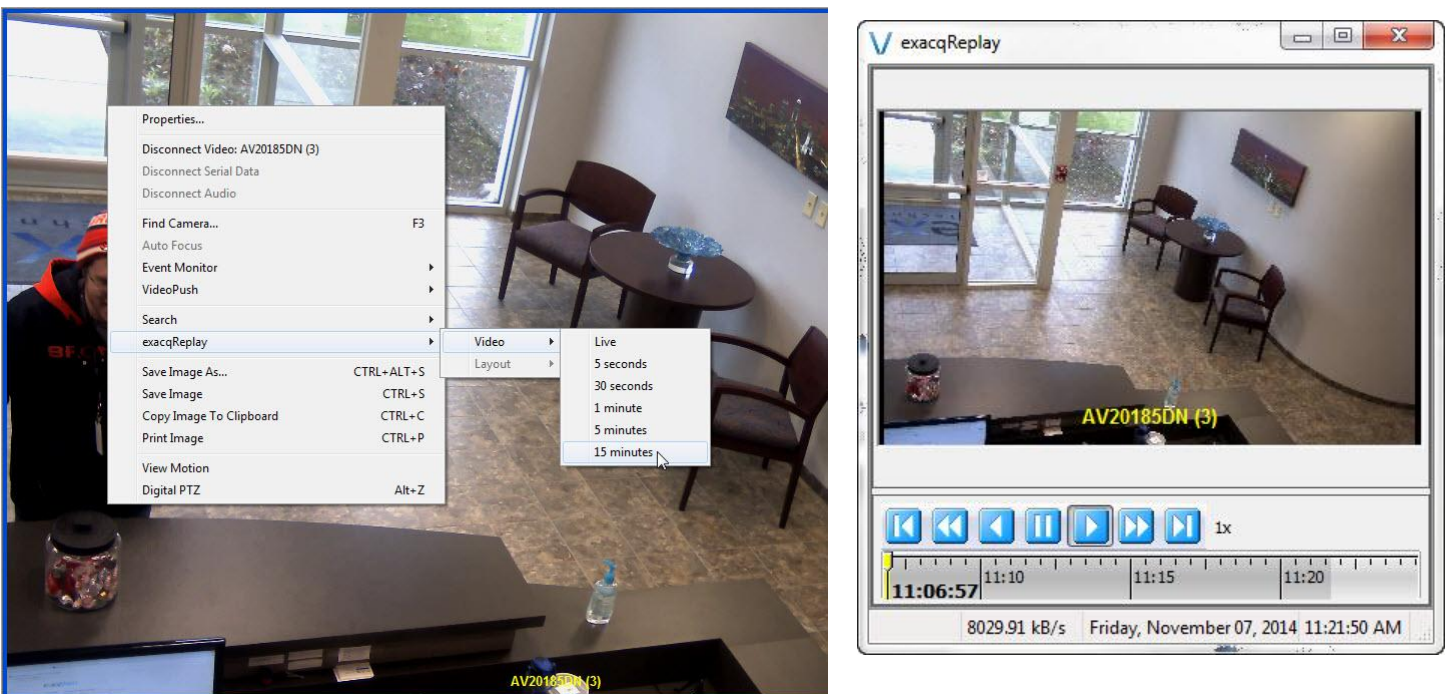 Properties...
Disconnect Video: AV20185DN (3)
Disconnect Serial Data
Disconnect Audio
Find Camera... F3
Auto Focus
Event Monitor
VideoPush
Search
exacqReplay
Save Image As... CTRL+ALT+S
Save Image CTRL+S
Copy Image To Clipboard CTRL+C
Print Image CTRL+P
View Motion
Digital PTZ Alt+Z
Video
Layout
Live
5 seconds
30 seconds
1 minute
5 minutes
15 minutes
AV20185DN (3)
exacqReplay
AV20185DN (3)
1x
11:06:57 11:10 11:15 11:20
8029.91 kB/s Friday, November 07, 2014 11:21:50 AM